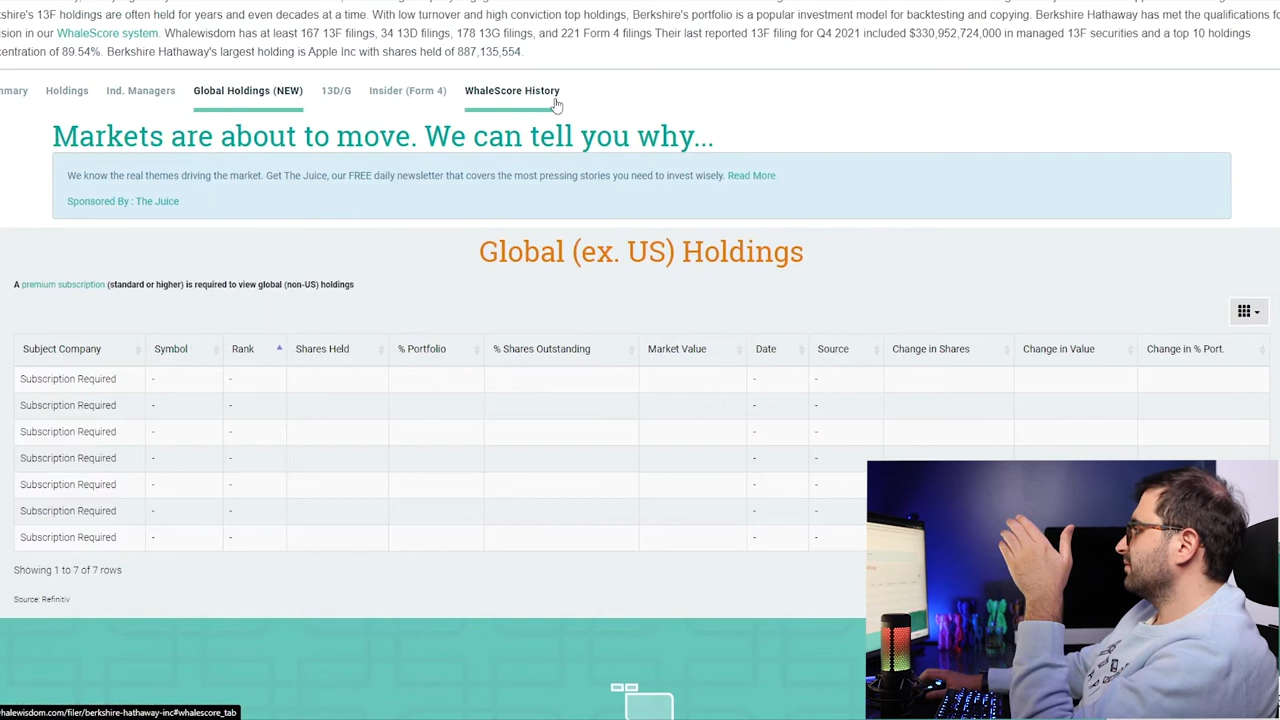 shire's 13F holdings are often held for years and even decades at a time. With low turnover and high conviction top holdings, Berkshire's portfolio is a popular investment model for backtesting and copying. Berkshire Hathaway has met the qualifications fo
sion in our WhaleScore system. Whalewisdom has at least 167 13F filings, 34 13D filings, 178 13G filings, and 221 Form 4 filings Their last reported 13F filing for Q4 2021 included $330,952,724,000 in managed 13F securities and a top 10 holdings
centration of 89.54%. Berkshire Hathaway's largest holding is Apple Inc with shares held of 887,135,554.
mmary Holdings Ind. Managers Global Holdings (NEW) 13D/G Insider (Form 4) WhaleScore History
Markets are about to move. We can tell you why...
We know the real themes driving the market. Get The Juice, our FREE daily newsletter that covers the most pressing stories you need to invest wisely. Read More
Sponsored By : The Juice
Global (ex. US) Holdings
A premium subscription (standard or higher) is required to view global (non-US) holdings
Subject Company Symbol Rank Shares Held % Portfolio % Shares Outstanding Market Value Date Source Change in Shares Change in Value Change in % Port.
Subscription Required - - - -
Subscription Required - - - -
Subscription Required - - - -
Subscription Required - - - -
Subscription Required - - - -
Subscription Required - - - -
Subscription Required - - - -
Showing 1 to 7 of 7 rows
Source: Refinitiv
halewisdom.com/filer/berkshire-hathaway-inc#whalescore_tab